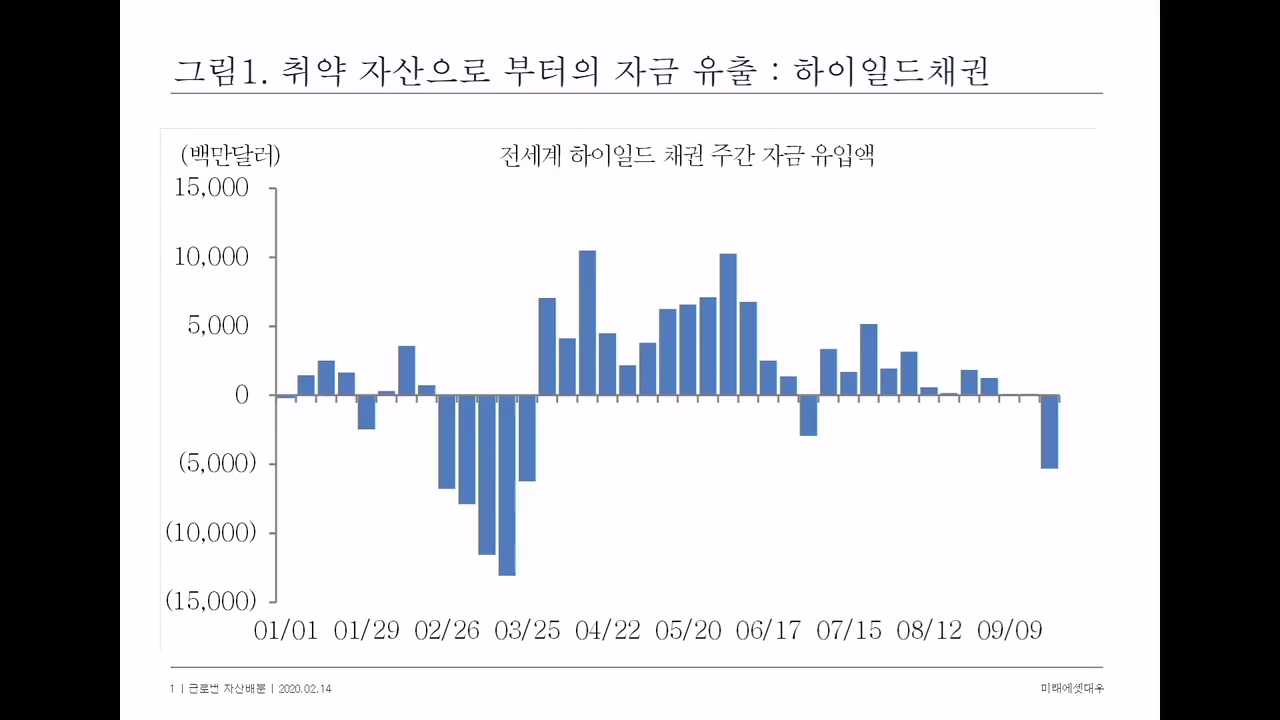 그림1. 취약 자산으로 부터의 자금 유출 : 하이일드채권
(백만달러)
전세계 하이일드 채권 주간 자금 유입액
15,000
10,000
5,000
0
(5,000)
(10,000)
(15,000)
01/01 01/29 02/26 03/25 04/22 05/20 06/17 07/15 08/12 09/09
1 | 글로벌 자산배분 | 2020.02.14
미래에셋대우